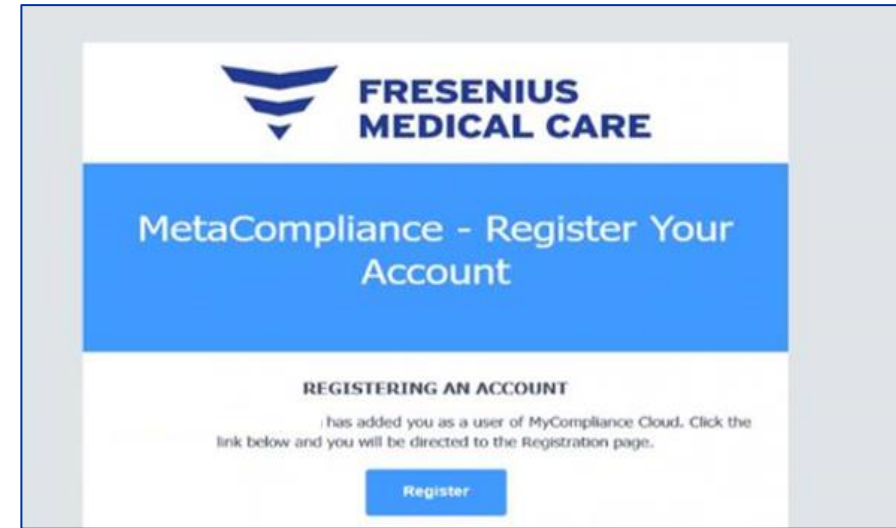 FRESENIUS
MEDICAL CARE
MetaCompliance - Register Your
Account
REGISTERING AN ACCOUNT
has added you as a user of MyCompliance Cloud. Click the
link below and you will be directed to the Registration page.
Register